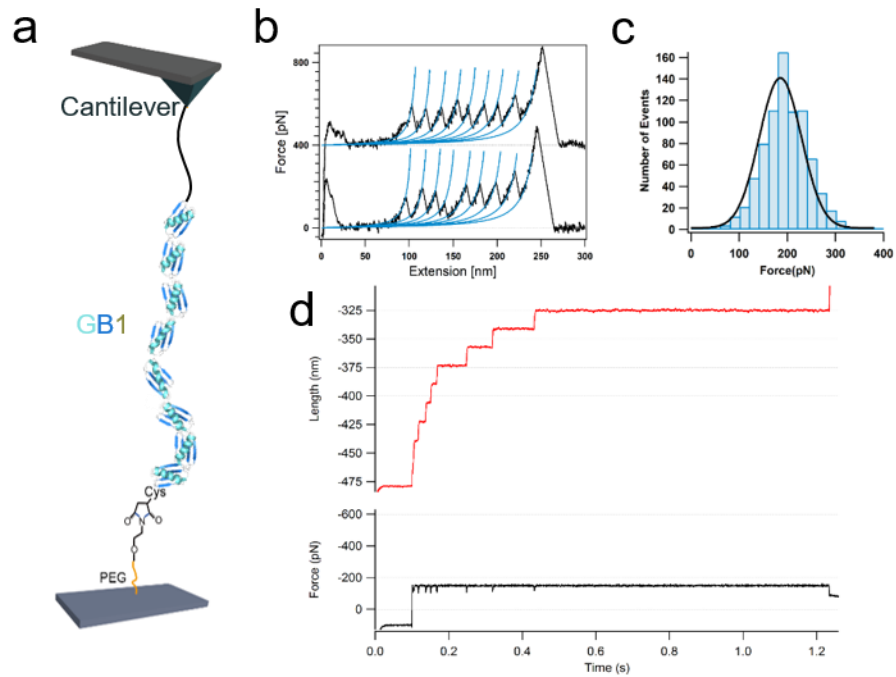 a
Cantilever
GB1
Cys
O
O
N
O
PEG
b
Force [pN]
800
400
0
0
50
100
150
200
250
300
Extension [nm]
c
Number of Events
160
140
120
100
80
60
40
20
0
0
100
200
300
400
Force(pN)
d
Length (nm)
-325
-350
-375
-400
-425
-450
-475
Force (pN)
-600
-400
-200
0
0.0
0.2
0.4
0.6
0.8
1.0
1.2
Time (s)